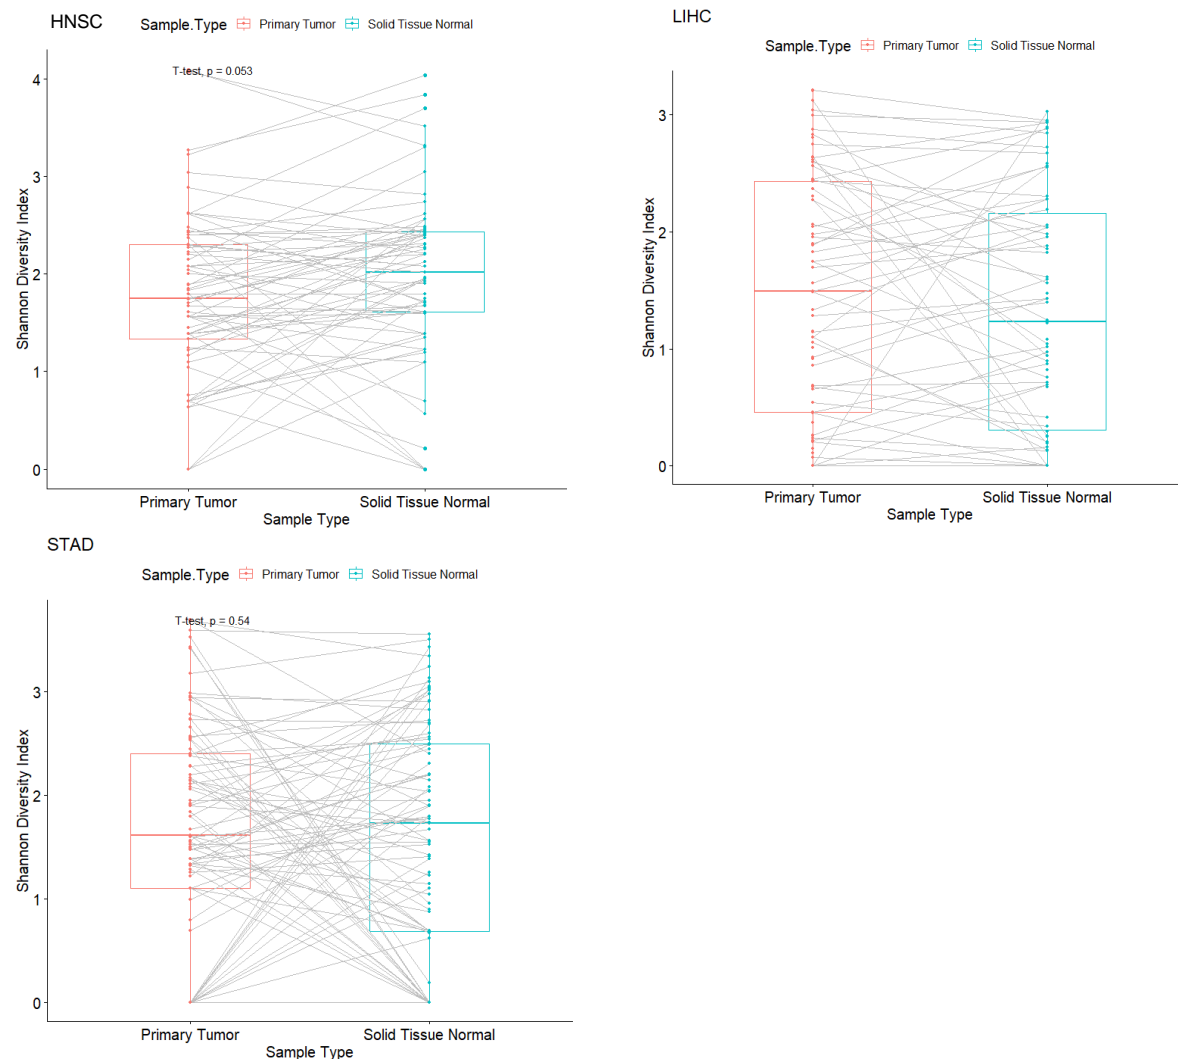 HNSC
Sample.Type Primary Tumor Solid Tissue Normal
T-test, p = 0.053
4
3
2
1
0
Shannon Diversity Index
Primary Tumor Solid Tissue Normal
Sample Type
LIHC
Sample.Type Primary Tumor Solid Tissue Normal
3
2
1
0
Shannon Diversity Index
Primary Tumor Solid Tissue Normal
Sample Type
STAD
Sample.Type Primary Tumor Solid Tissue Normal
T-test, p = 0.54
3
2
1
0
Shannon Diversity Index
Primary Tumor Solid Tissue Normal
Sample Type